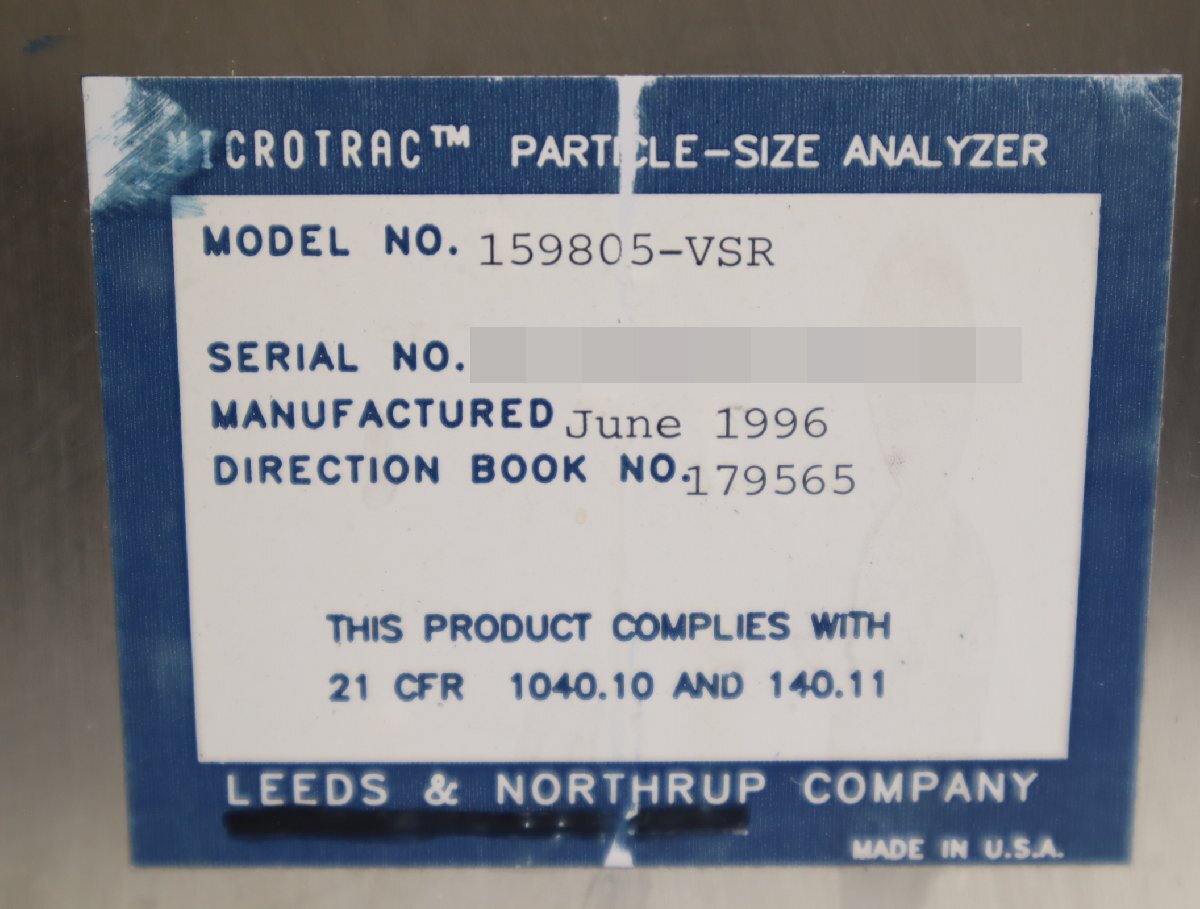 MICROTRAC™ PARTICLE-SIZE ANALYZER
MODEL NO. 159805-VSR
SERIAL NO.
MANUFACTURED June 1996
DIRECTION BOOK NO. 179565
THIS PRODUCT COMPLIES WITH
21 CFR 1040.10 AND 140.11
LEEDS & NORTHRUP COMPANY
MADE IN U.S.A.